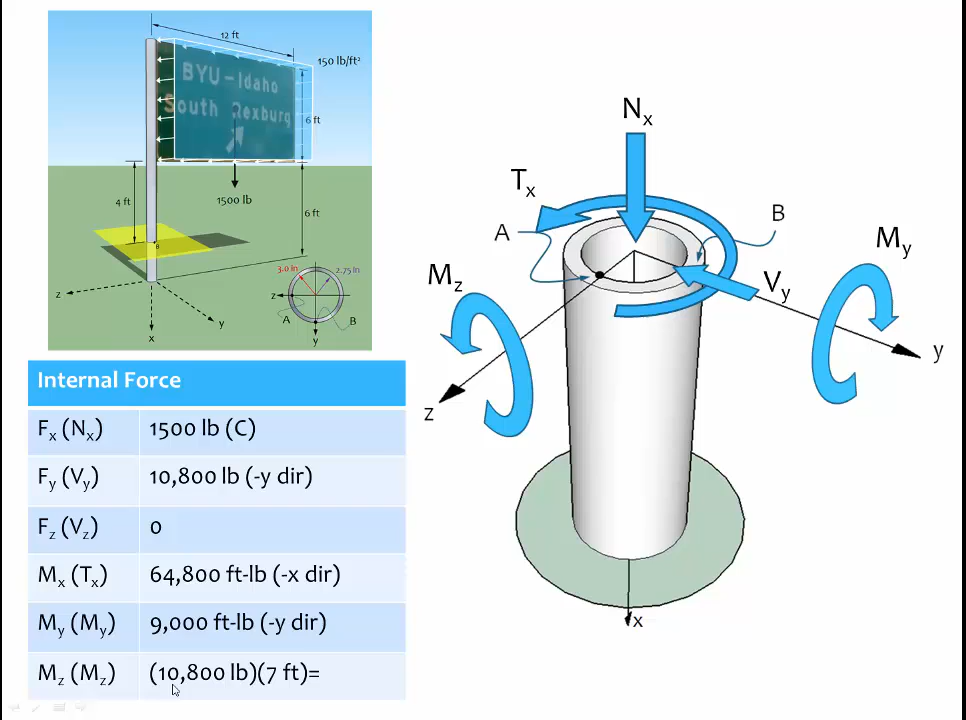 12 ft
150 lb/ft²
BYU-Idaho
South Rexburg
6 ft
1500 lb
4 ft
6 ft
B
z
y
x
3.0 in
2.75 in
z
A
B
y
Internal Force
Fx (Nx) 1500 lb (C)
Fy (Vy) 10,800 lb (-y dir)
Fz (Vz) 0
Mx (Tx) 64,800 ft-lb (-x dir)
My (My) 9,000 ft-lb (-y dir)
Mz (Mz) (10,800 lb)(7 ft)=
Nx
Tx
A
B
Mz
My
Vy
y
z
x